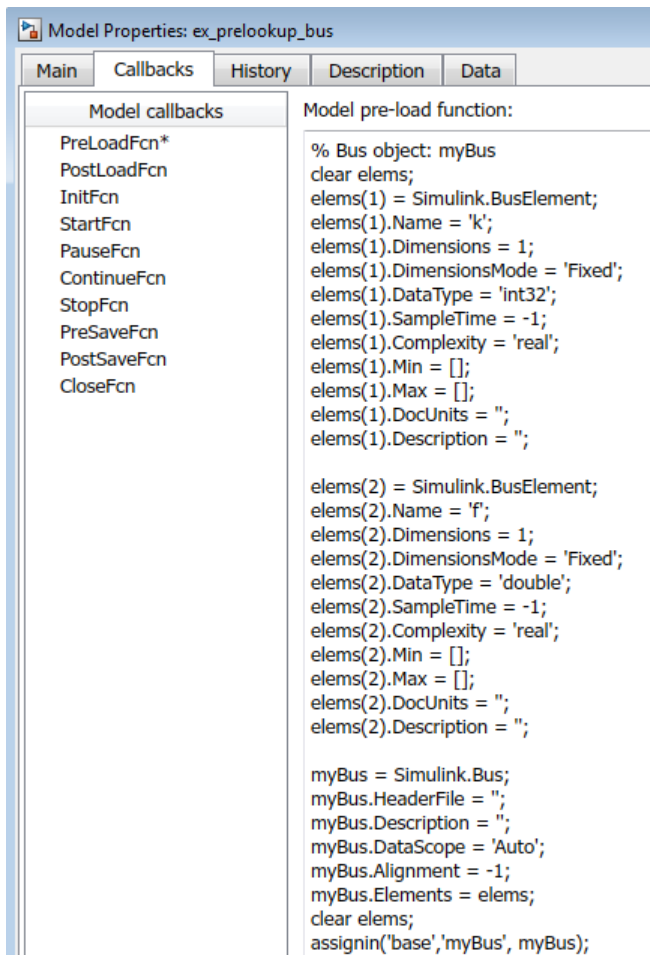 Model Properties: ex_prelookup_bus
Main Callbacks History Description Data
Model callbacks
PreLoadFcn*
PostLoadFcn
InitFcn
StartFcn
PauseFcn
ContinueFcn
StopFcn
PreSaveFcn
PostSaveFcn
CloseFcn
Model pre-load function:
% Bus object: myBus
clear elems;
elems(1) = Simulink.BusElement;
elems(1).Name = 'k';
elems(1).Dimensions = 1;
elems(1).DimensionsMode = 'Fixed';
elems(1).DataType = 'int32';
elems(1).SampleTime = -1;
elems(1).Complexity = 'real';
elems(1).Min = [];
elems(1).Max = [];
elems(1).DocUnits = '';
elems(1).Description = '';

elems(2) = Simulink.BusElement;
elems(2).Name = 'f';
elems(2).Dimensions = 1;
elems(2).DimensionsMode = 'Fixed';
elems(2).DataType = 'double';
elems(2).SampleTime = -1;
elems(2).Complexity = 'real';
elems(2).Min = [];
elems(2).Max = [];
elems(2).DocUnits = '';
elems(2).Description = '';

myBus = Simulink.Bus;
myBus.HeaderFile = '';
myBus.Description = '';
myBus.DataScope = 'Auto';
myBus.Alignment = -1;
myBus.Elements = elems;
clear elems;
assignin('base','myBus', myBus);